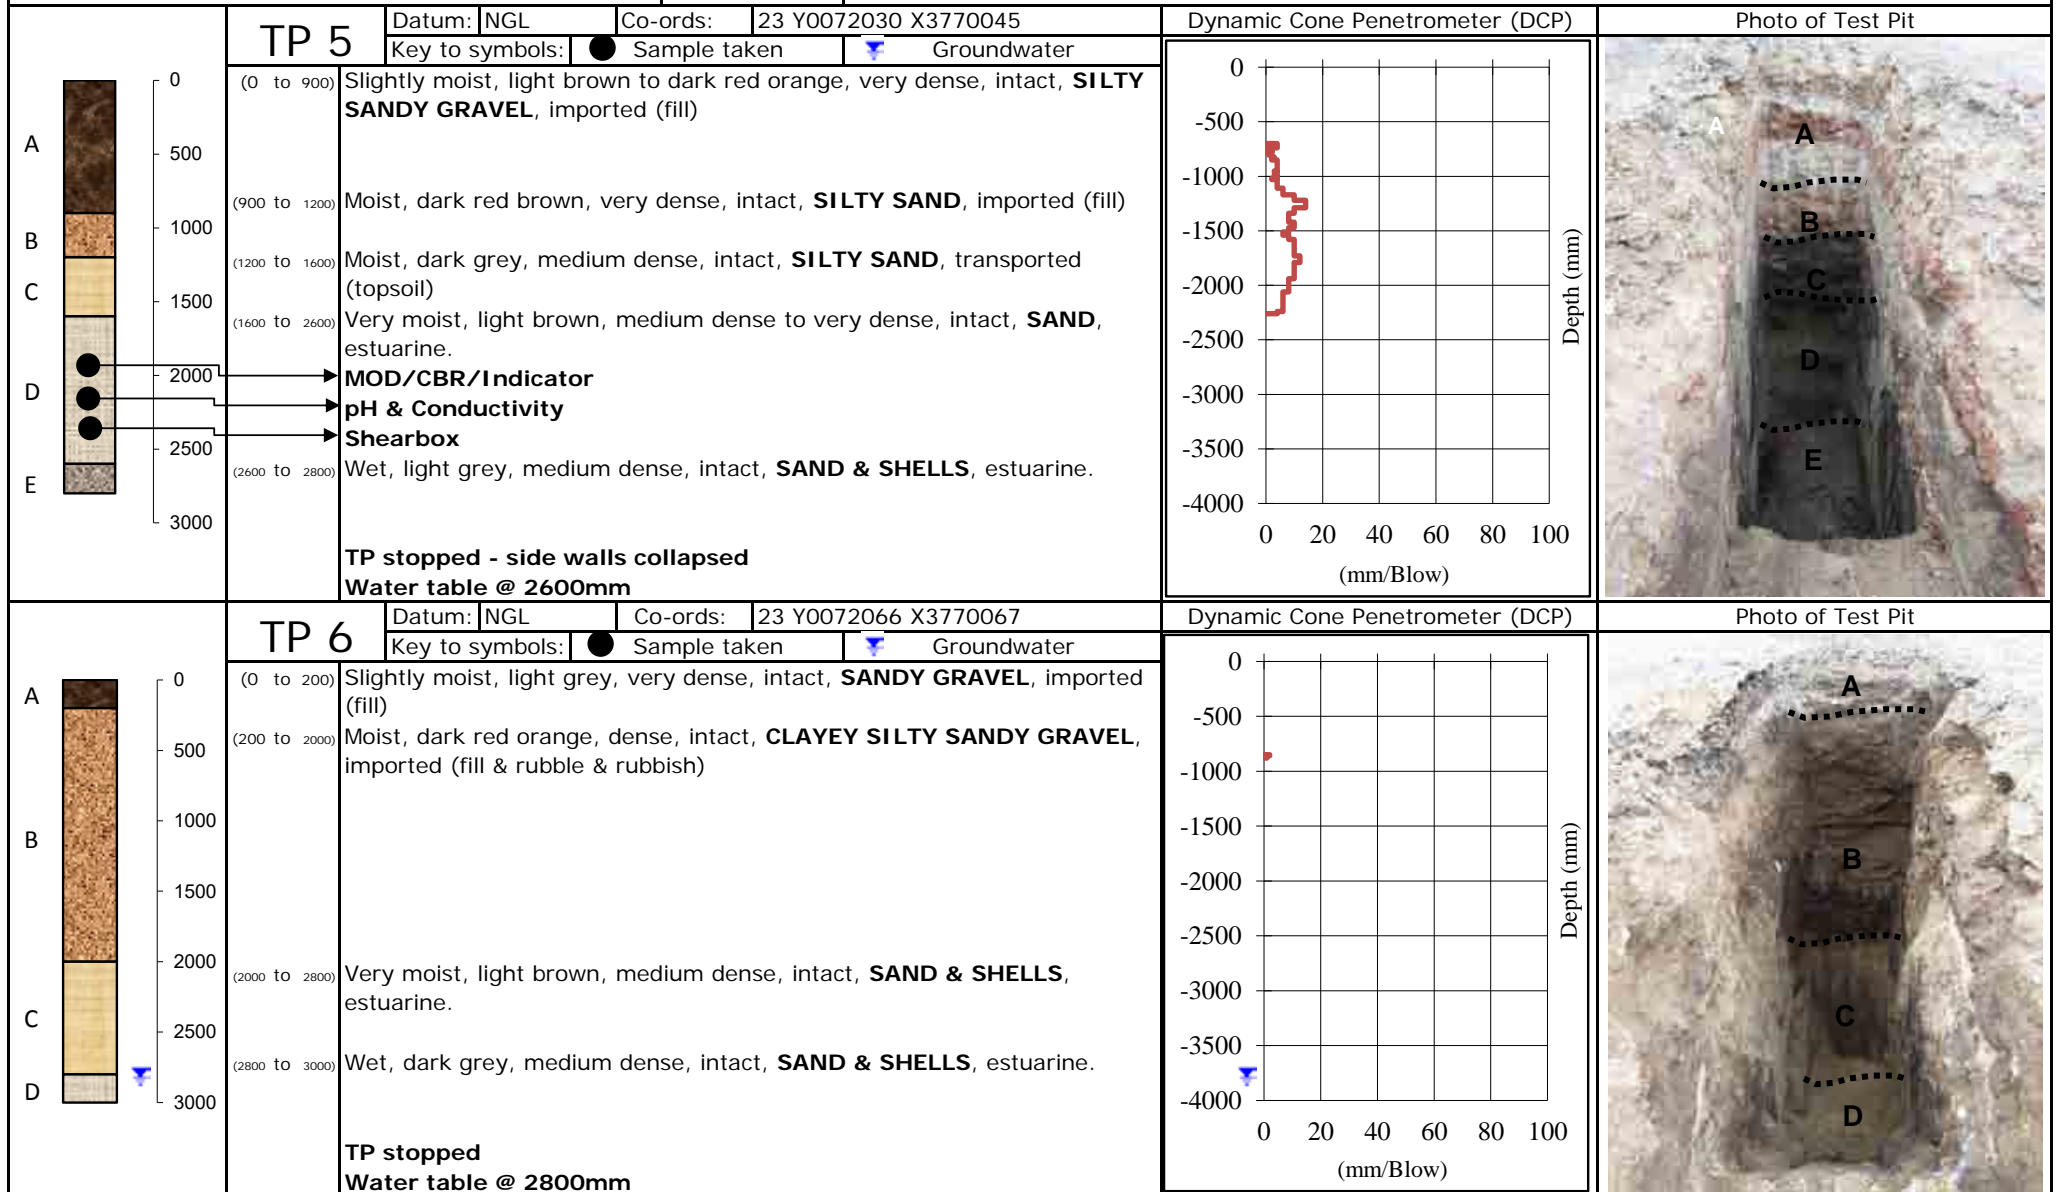 TP 5
Datum: NGL Co-ords: 23 Y0072030 X3770045
Key to symbols: Sample taken Groundwater
Dynamic Cone Penetrometer (DCP)
Photo of Test Pit
A
B
C
D
E
0
500
1000
1500
2000
2500
3000
(0 to 900) Slightly moist, light brown to dark red orange, very dense, intact, SILTY
SANDY GRAVEL, imported (fill)
(900 to 1200) Moist, dark red brown, very dense, intact, SILTY SAND, imported (fill)
(1200 to 1600) Moist, dark grey, medium dense, intact, SILTY SAND, transported
(topsoil)
(1600 to 2600) Very moist, light brown, medium dense to very dense, intact, SAND,
estuarine.
MOD/CBR/Indicator
pH & Conductivity
Shearbox
(2600 to 2800) Wet, light grey, medium dense, intact, SAND & SHELLS, estuarine.
TP stopped - side walls collapsed
Water table @ 2600mm
0
-500
-1000
-1500
-2000
-2500
-3000
-3500
-4000
0 20 40 60 80 100
(mm/Blow)
Depth (mm)
A
A
B
C
D
E
TP 6
Datum: NGL Co-ords: 23 Y0072066 X3770067
Key to symbols: Sample taken Groundwater
Dynamic Cone Penetrometer (DCP)
Photo of Test Pit
A
B
C
D
0
500
1000
1500
2000
2500
3000
(0 to 200) Slightly moist, light grey, very dense, intact, SANDY GRAVEL, imported
(fill)
(200 to 2000) Moist, dark red orange, dense, intact, CLAYEY SILTY SANDY GRAVEL,
imported (fill & rubble & rubbish)
(2000 to 2800) Very moist, light brown, medium dense, intact, SAND & SHELLS,
estuarine.
(2800 to 3000) Wet, dark grey, medium dense, intact, SAND & SHELLS, estuarine.
TP stopped
Water table @ 2800mm
0
-500
-1000
-1500
-2000
-2500
-3000
-3500
-4000
0 20 40 60 80 100
(mm/Blow)
Depth (mm)
A
B
C
D